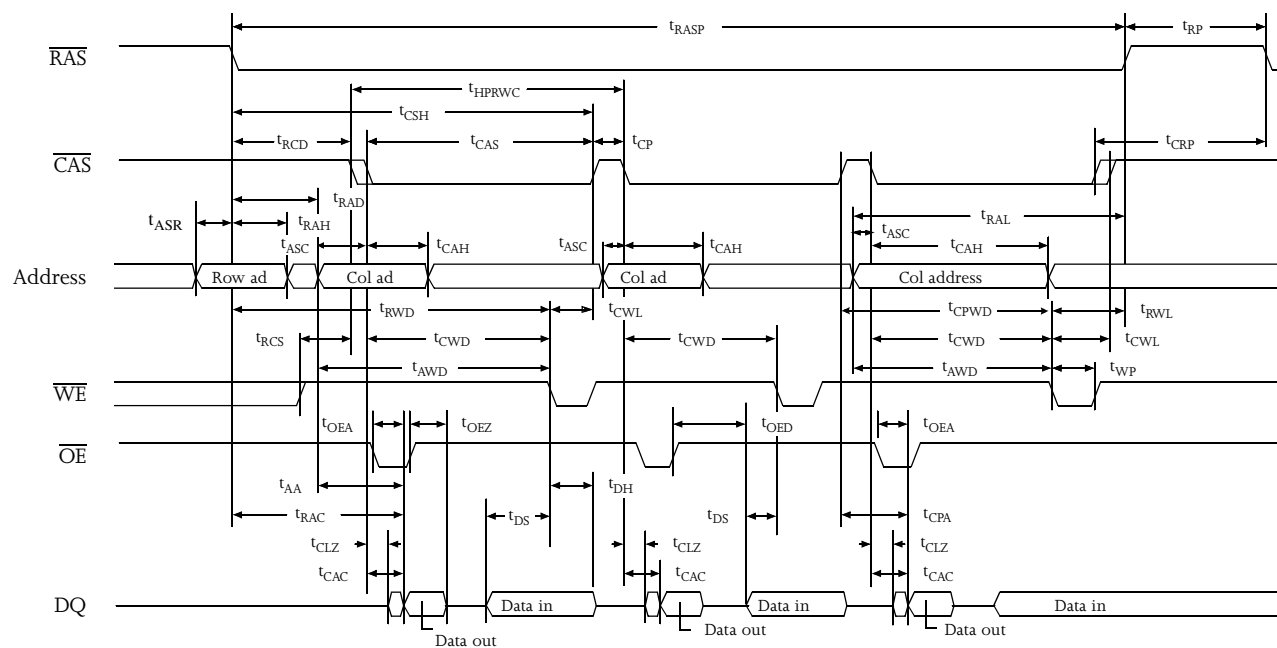 tRASP tRP
RAS
tHPRWC
tCSH
tRCD tCAS tCP tCRP
CAS
tRAD
tASR tRAH tRAL
tASC tCAH tASC tCAH tASC tCAH
Address Row ad Col ad Col ad Col address
tRWD tCWL tCPWD tRWL
tRCS tCWD tCWD tCWD tCWL
tAWD tAWD tWP
WE
tOEA tOEZ tOED tOEA
OE
tAA tDH
tRAC tDS tDS tCPA
tCLZ tCLZ tCLZ
tCAC tCAC tCAC
DQ Data in Data in Data in
Data out Data out Data out